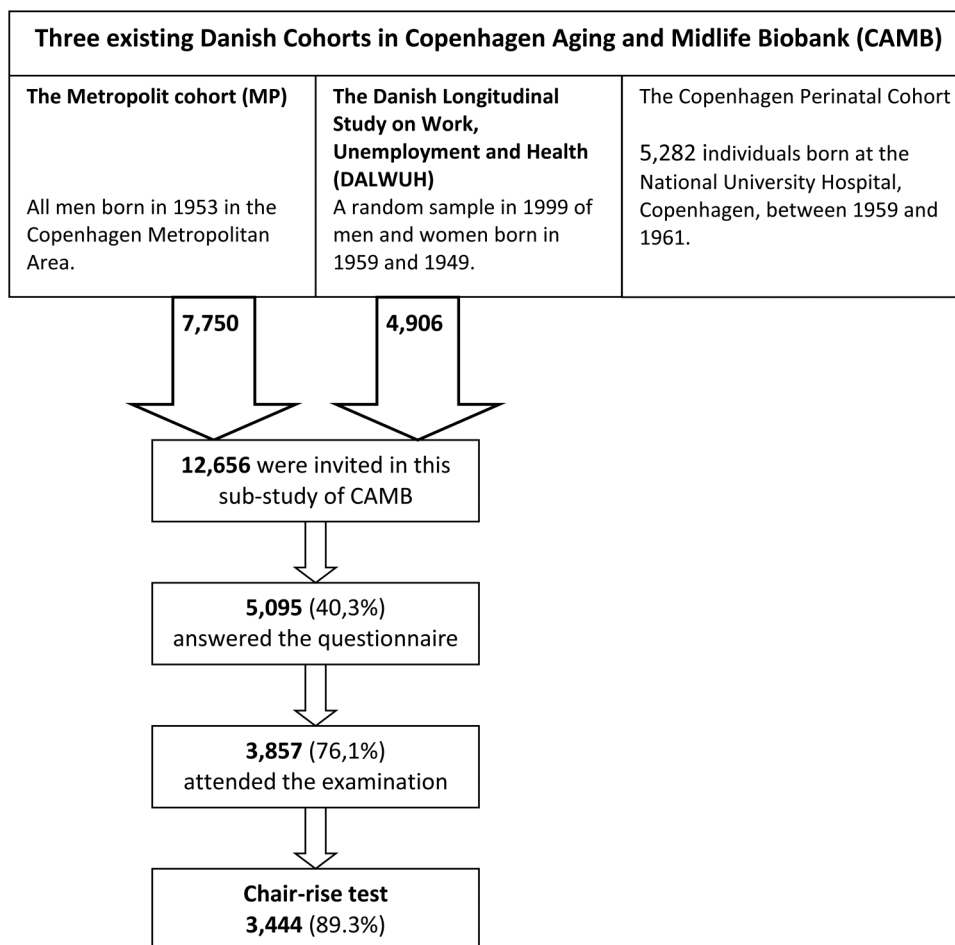 Three existing Danish Cohorts in Copenhagen Aging and Midlife Biobank (CAMB)
The Metropolit cohort (MP)
All men born in 1953 in the
Copenhagen Metropolitan
Area.
The Danish Longitudinal
Study on Work,
Unemployment and Health
(DALWUH)
A random sample in 1999 of
men and women born in
1959 and 1949.
The Copenhagen Perinatal Cohort
5,282 individuals born at the
National University Hospital,
Copenhagen, between 1959 and
1961.
7,750
4,906
12,656 were invited in this
sub-study of CAMB
5,095 (40,3%)
answered the questionnaire
3,857 (76,1%)
attended the examination
Chair-rise test
3,444 (89.3%)